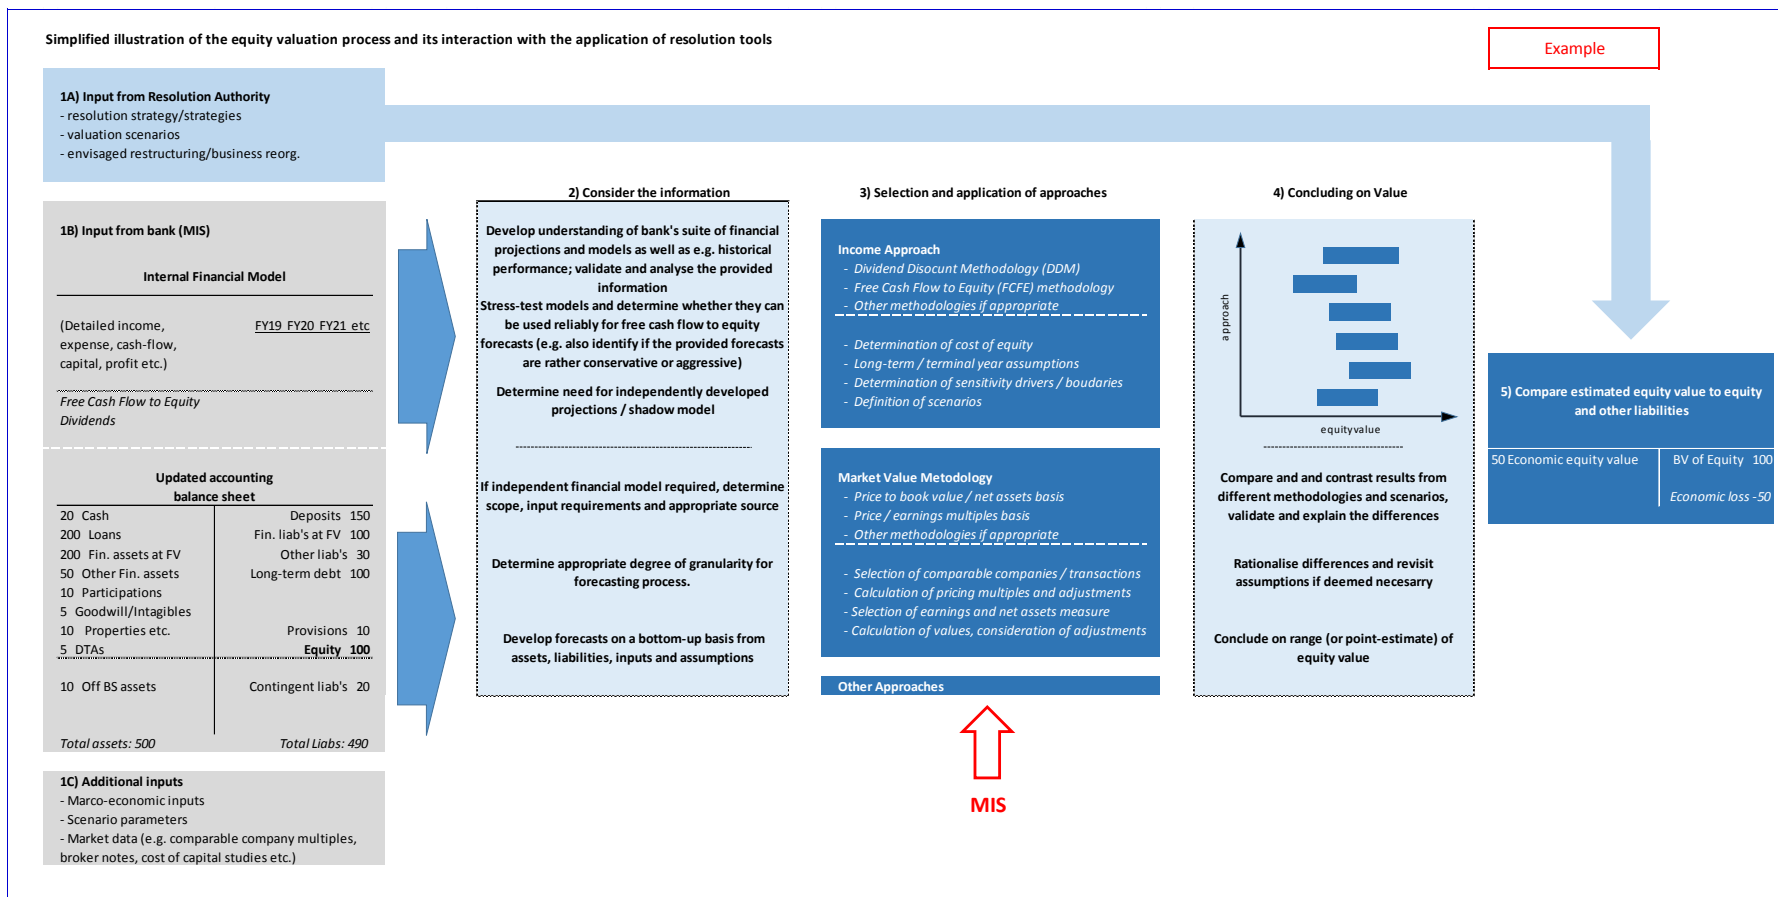 Simplified illustration of the equity valuation process and its interaction with the application of resolution tools
Example
1A) Input from Resolution Authority
- resolution strategy/strategies
- valuation scenarios
- envisaged restructuring/business reorg.
1B) Input from bank (MIS)
Internal Financial Model
(Detailed income, FY19 FY20 FY21 etc
expense, cash-flow,
capital, profit etc.)
Free Cash Flow to Equity
Dividends
Updated accounting
balance sheet
20 Cash Deposits 150
200 Loans Fin. liab's at FV 100
200 Fin. assets at FV Other liab's 30
50 Other Fin. assets Long-term debt 100
10 Participations
5 Goodwill/Intagibles
10 Properties etc. Provisions 10
5 DTAs Equity 100
10 Off BS assets Contingent liab's 20
Total assets: 500 Total Liabs: 490
1C) Additional inputs
- Marco-economic inputs
- Scenario parameters
- Market data (e.g. comparable company multiples,
broker notes, cost of capital studies etc.)
2) Consider the information
Develop understanding of bank's suite of financial
projections and models as well as e.g. historical
performance; validate and analyse the provided
information
Stress-test models and determine whether they can
be used reliably for free cash flow to equity
forecasts (e.g. also identify if the provided forecasts
are rather conservative or aggressive)
Determine need for independently developed
projections / shadow model
If independent financial model required, determine
scope, input requirements and appropriate source
Determine appropriate degree of granularity for
forecasting process.
Develop forecasts on a bottom-up basis from
assets, liabilities, inputs and assumptions
3) Selection and application of approaches
Income Approach
- Dividend Disocunt Methodology (DDM)
- Free Cash Flow to Equity (FCFE) methodology
- Other methodologies if appropriate
- Determination of cost of equity
- Long-term / terminal year assumptions
- Determination of sensitivity drivers / boudaries
- Definition of scenarios
Market Value Metodology
- Price to book value / net assets basis
- Price / earnings multiples basis
- Other methodologies if appropriate
- Selection of comparable companies / transactions
- Calculation of pricing multiples and adjustments
- Selection of earnings and net assets measure
- Calculation of values, consideration of adjustments
Other Approaches
MIS
4) Concluding on Value
approach
equity value
Compare and and contrast results from
different methodologies and scenarios,
validate and explain the differences
Rationalise differences and revisit
assumptions if deemed necesarry
Conclude on range (or point-estimate) of
equity value
5) Compare estimated equity value to equity
and other liabilities
50 Economic equity value BV of Equity 100
Economic loss -50